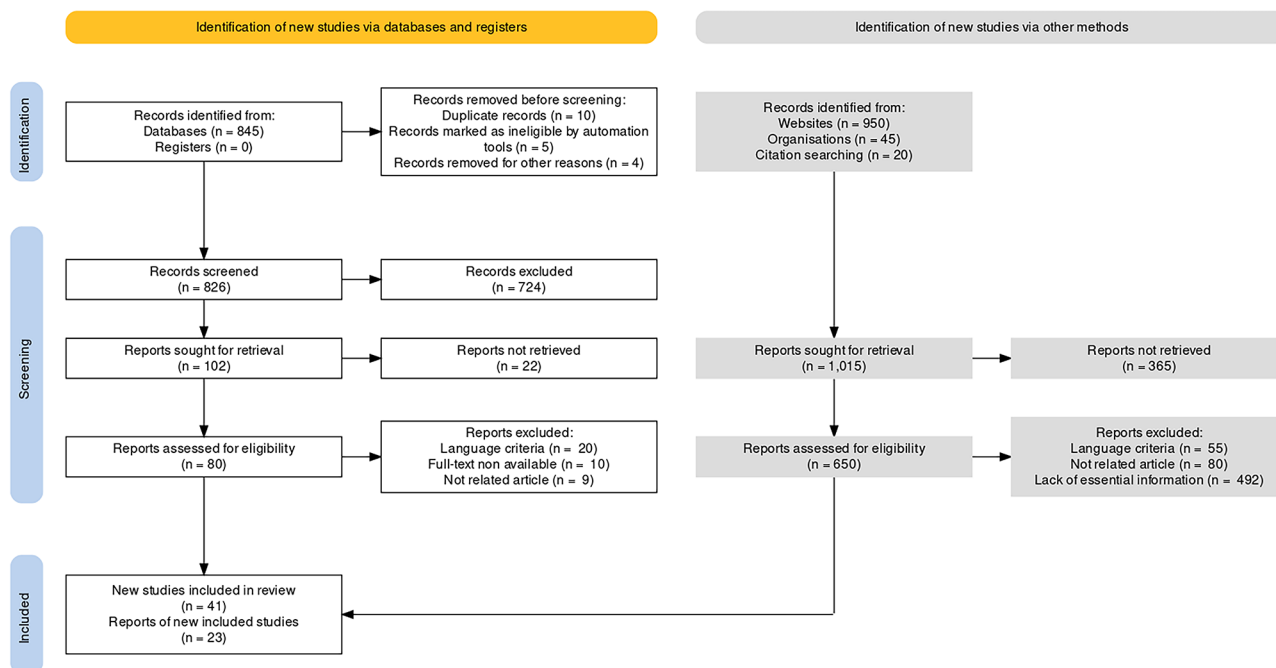 Identification of new studies via databases and registers
Identification of new studies via other methods
Identification
Records identified from:
Databases (n = 845)
Registers (n = 0)
Records removed before screening:
Duplicate records (n = 10)
Records marked as ineligible by automation
tools (n = 5)
Records removed for other reasons (n = 4)
Records identified from:
Websites (n = 950)
Organisations (n = 45)
Citation searching (n = 20)
Screening
Records screened
(n = 826)
Records excluded
(n = 724)
Reports sought for retrieval
(n = 102)
Reports not retrieved
(n = 22)
Reports sought for retrieval
(n = 1,015)
Reports not retrieved
(n = 365)
Reports assessed for eligibility
(n = 80)
Reports excluded:
Language criteria (n = 20)
Full-text non available (n = 10)
Not related article (n = 9)
Reports assessed for eligibility
(n = 650)
Reports excluded:
Language criteria (n = 55)
Not related article (n = 80)
Lack of essential information (n = 492)
Included
New studies included in review
(n = 41)
Reports of new included studies
(n = 23)